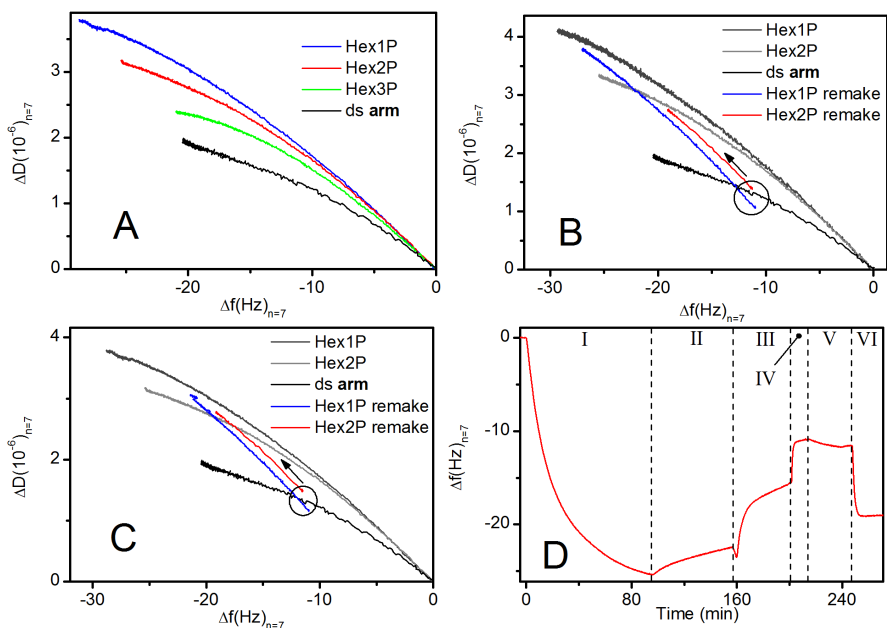 A
Hex1P
Hex2P
Hex3P
ds arm
ΔD(10⁻⁶)ₙ₌₇
0
1
2
3
-20
-10
0
Δf(Hz)ₙ₌₇
B
Hex1P
Hex2P
ds arm
Hex1P remake
Hex2P remake
ΔD(10⁻⁶)ₙ₌₇
0
1
2
3
4
-30
-20
-10
0
Δf(Hz)ₙ₌₇
C
Hex1P
Hex2P
ds arm
Hex1P remake
Hex2P remake
ΔD(10⁻⁶)ₙ₌₇
0
2
4
-30
-20
-10
0
Δf(Hz)ₙ₌₇
D
I
II
III
IV
V
VI
Δf(Hz)ₙ₌₇
0
-10
-20
0
80
160
240
Time (min)